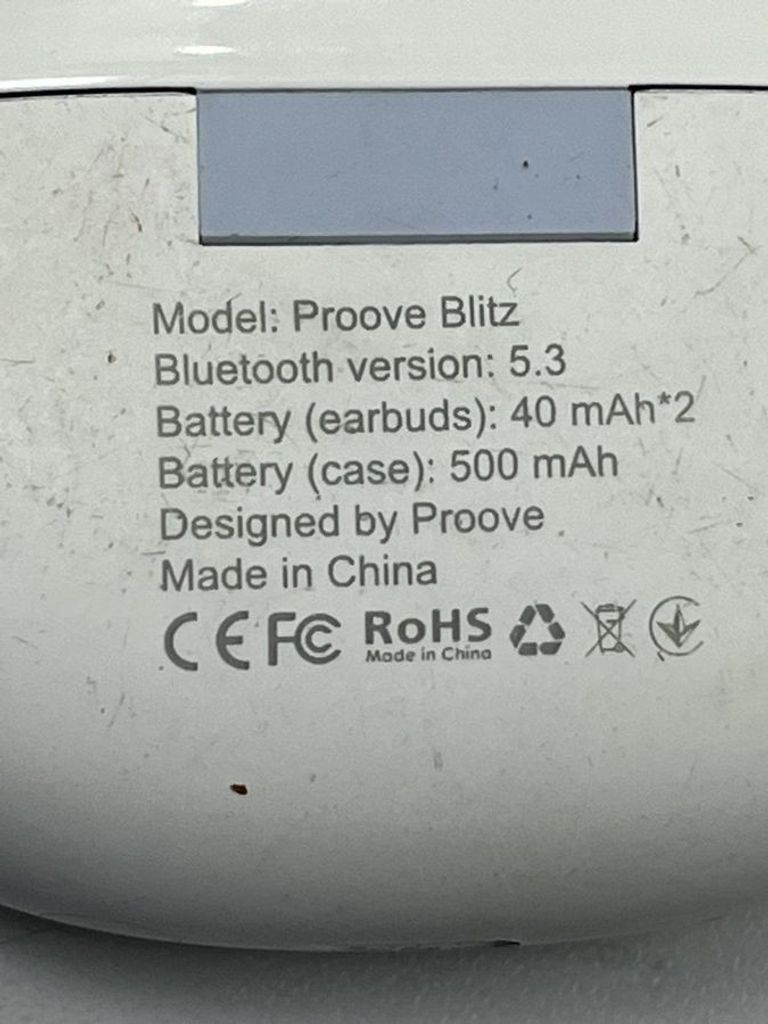 Model: Proove Blitz
Bluetooth version: 5.3
Battery (earbuds): 40 mAh*2
Battery (case): 500 mAh
Designed by Proove
Made in China
CE FC RoHS
Made in China